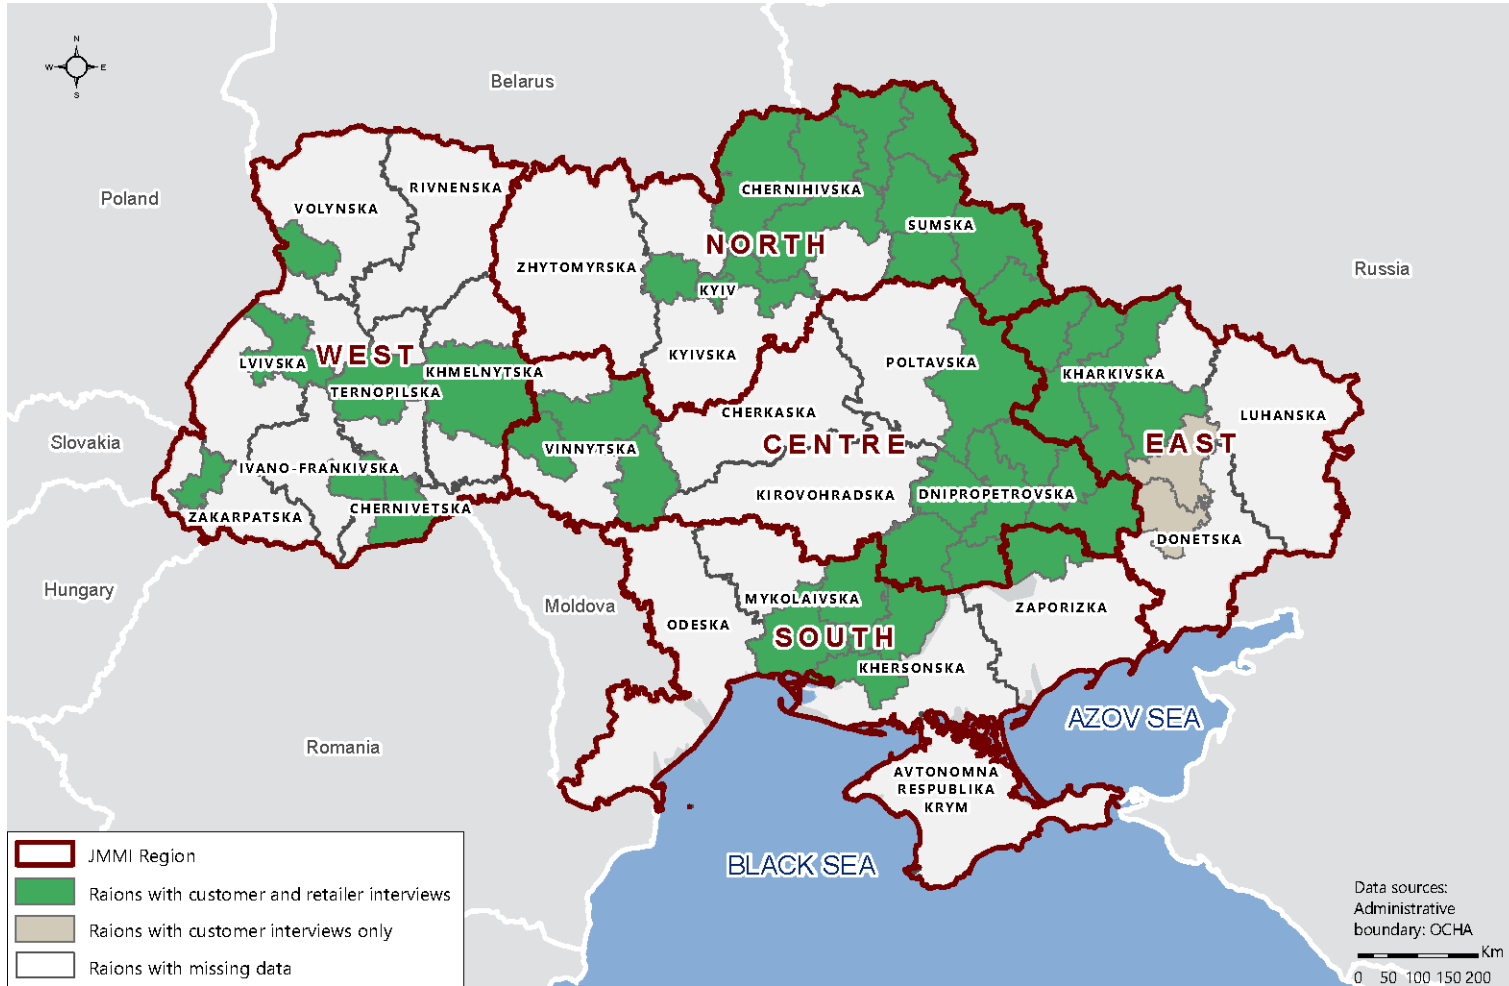 N
W E
S
Belarus
Poland
Russia
RIVNENSKA
VOLYNSKA
CHERNIHIVSKA
SUMSKA
NORTH
ZHYTOMYRSKA
KYIV
KYIVSKA
WEST
LVIVSKA
KHMELNYTSKA
TERNOPILSKA
POLTAVSKA
KHARKIVSKA
LUHANSKA
CHERKASKA
CENTRE
EAST
Slovakia
VINNYTSKA
IVANO-FRANKIVSKA
KIROVOHRADSKA
DNIPROPETROVSKA
CHERNIVETSKA
ZAKARPATSKA
DONETSKA
Hungary
Moldova
MYKOLAIVSKA
ZAPORIZKA
ODESKA
SOUTH
KHERSONSKA
AZOV SEA
Romania
AVTONOMNA
RESPUBLIKA
KRYM
BLACK SEA
JMMI Region
Raions with customer and retailer interviews
Raions with customer interviews only
Raions with missing data
Data sources:
Administrative
boundary: OCHA
Km
0 50 100 150 200